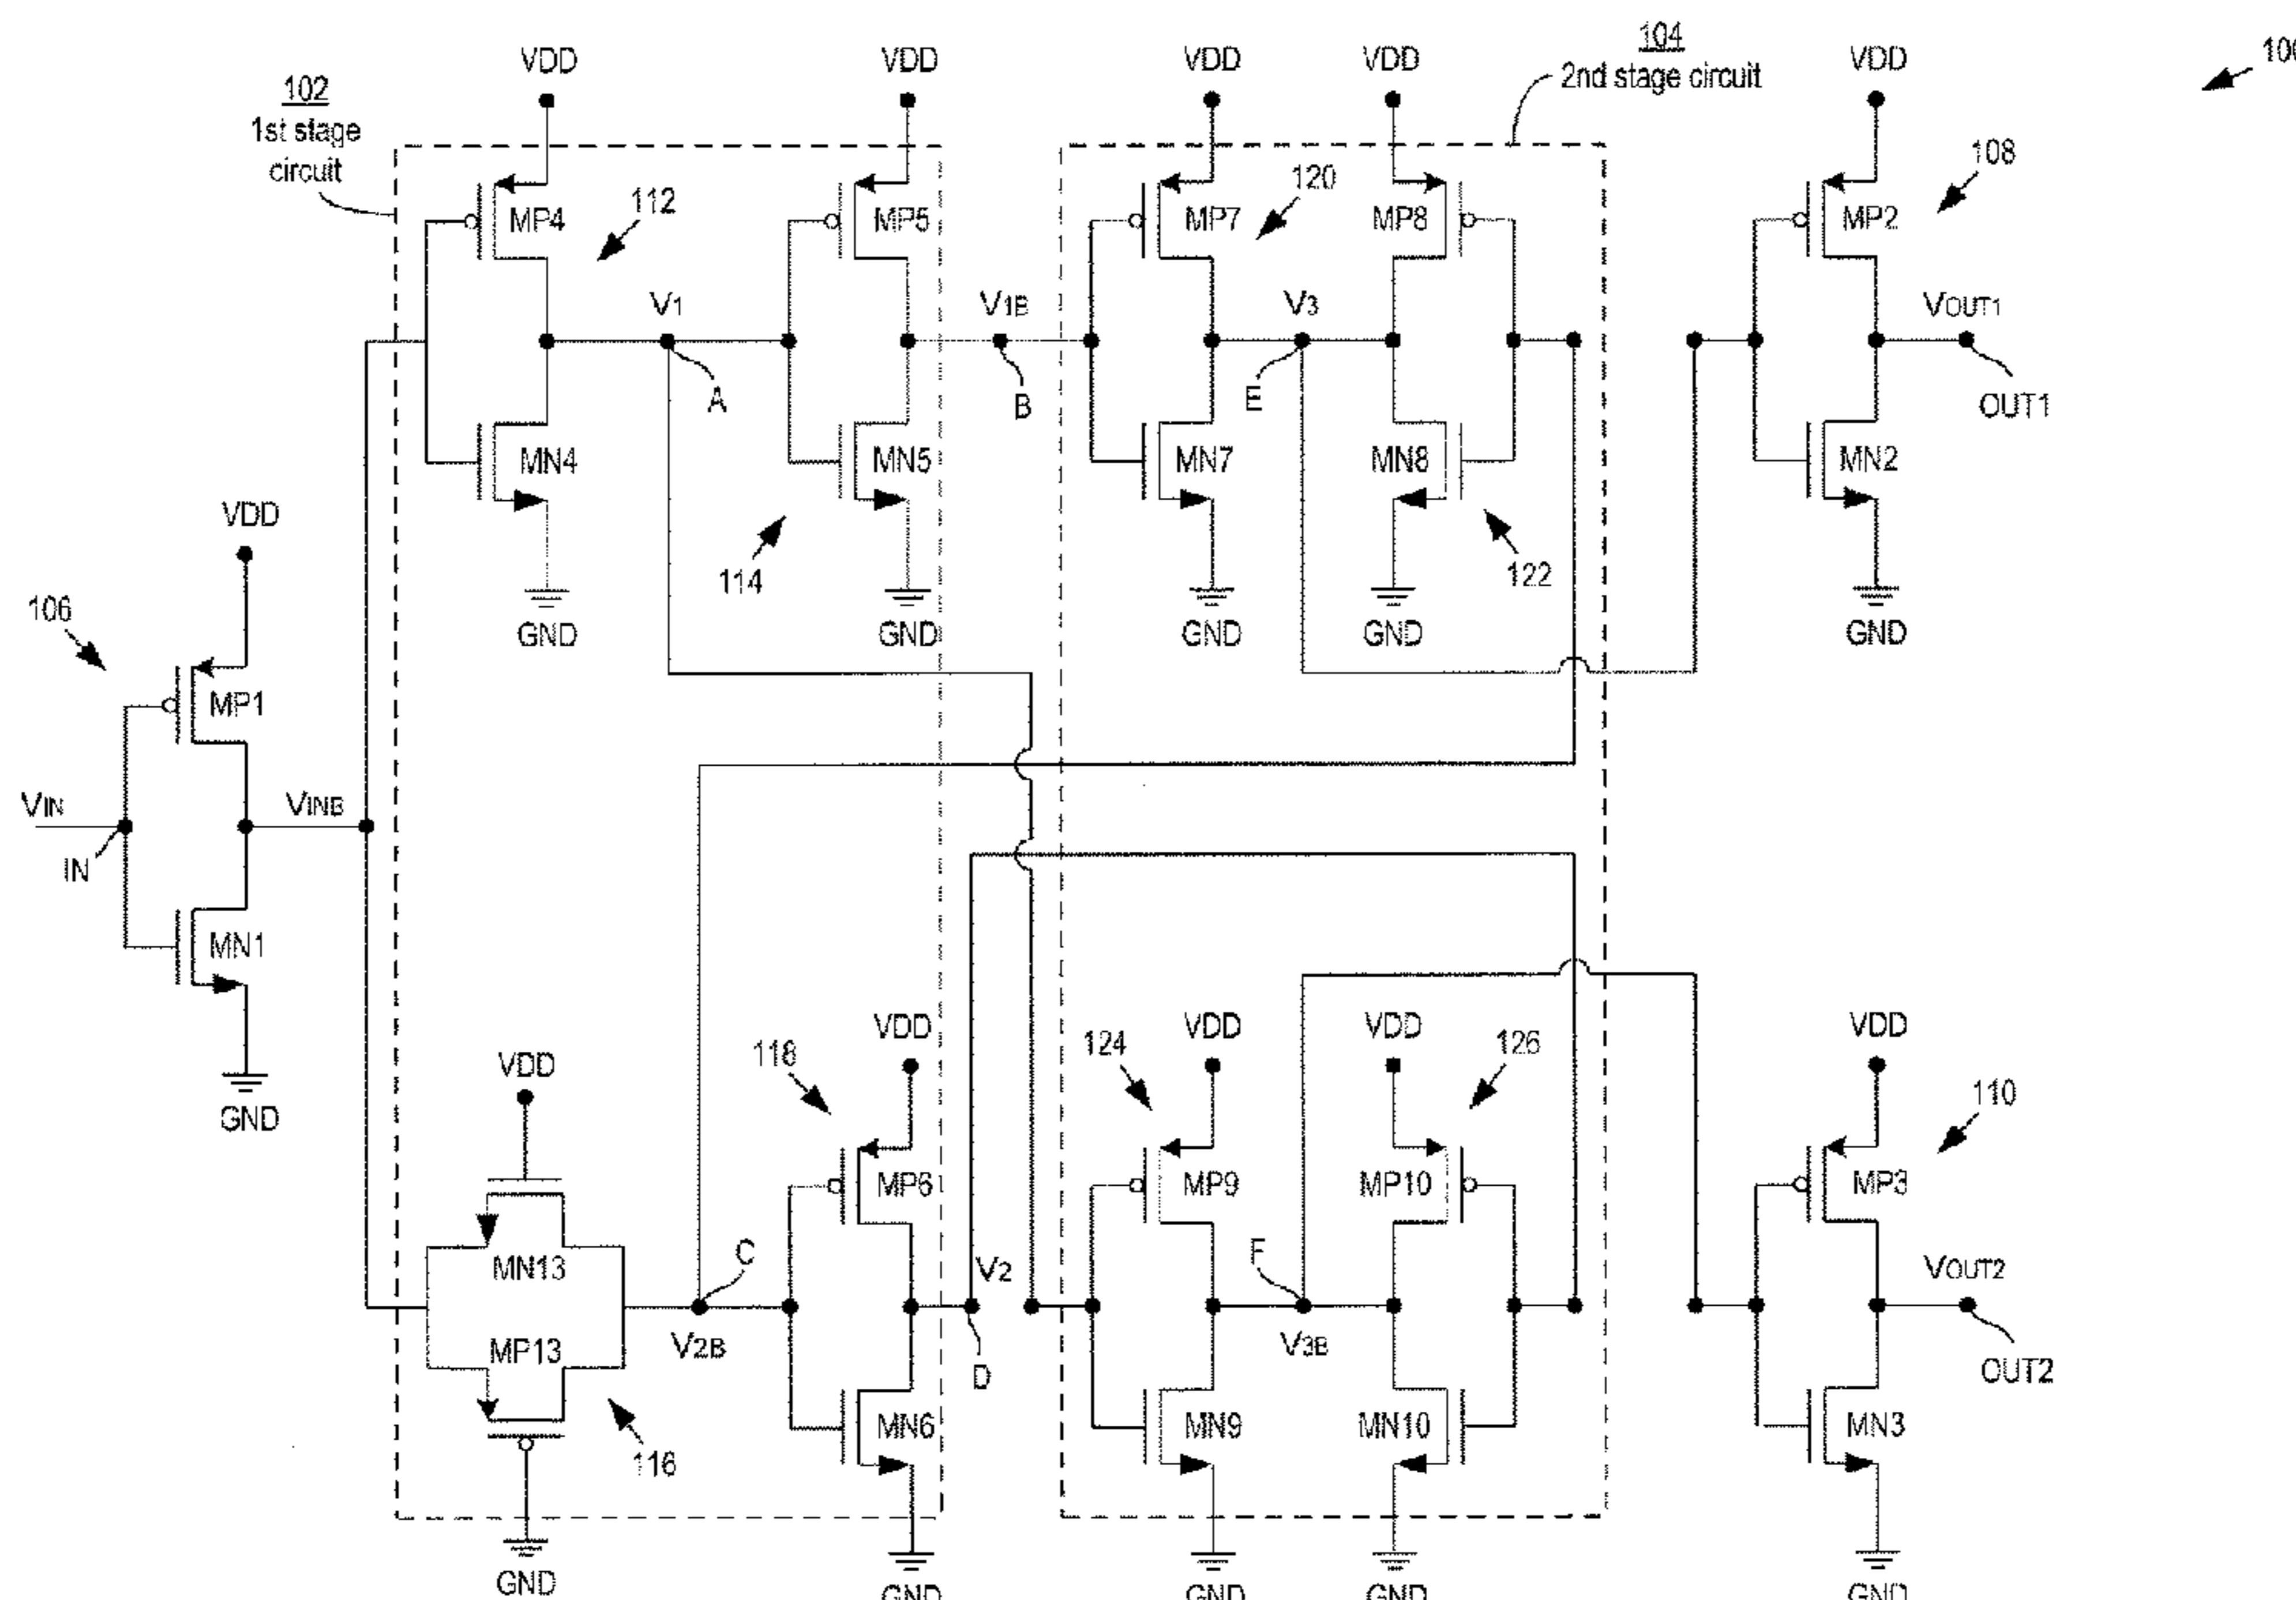 104
2nd stage circuit
102
1st stage
circuit
VDD
VDD
VDD
VDD
VDD
108
112
120
MP4
MP5
MP7
MP8
MP2
V1
V1B
V3
VOUT1
A
B
E
OUT1
MN4
MN5
MN7
MN8
MN2
114
122
GND
GND
GND
GND
GND
VDD
106
MP1
VIN
VINB
IN
MN1
GND
VDD
118
VDD
124
VDD
VDD
126
VDD
110
MP6
MP9
MP10
MP3
MN13
C
V2
F
VOUT2
MP13
V2B
D
V3B
OUT2
116
MN6
MN9
MN10
MN3
GND
GND
GND
GND
GND